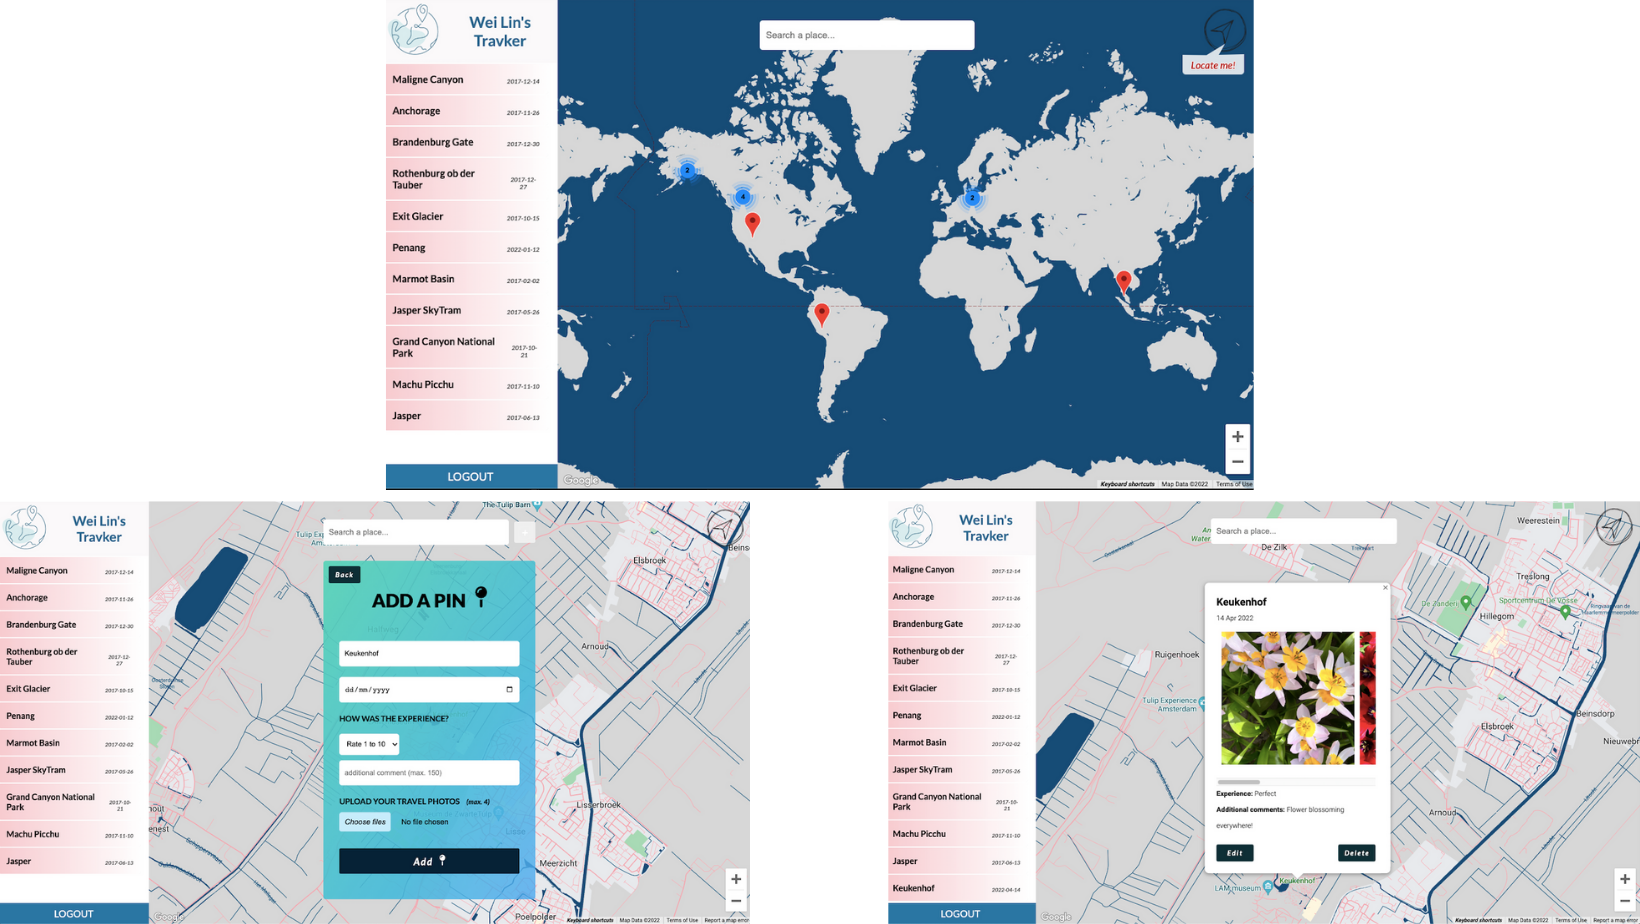 Wei Lin's
Travker
Maligne Canyon 2017-12-14
Anchorage 2017-11-26
Brandenburg Gate 2017-12-30
Rothenburg ob der
Tauber
2017-12-
27
Exit Glacier 2017-10-15
Penang 2022-01-12
Marmot Basin 2017-02-02
Jasper SkyTram 2017-05-26
Grand Canyon National
Park
2017-10-
21
Machu Picchu 2017-11-10
Jasper 2017-06-13
LOGOUT
Search a place...
Locate me!
2
4
2
+
−
Google
Keyboard shortcuts Map Data ©2022 Terms of Use
Wei Lin's
Travker
Maligne Canyon 2017-12-14
Anchorage 2017-11-26
Brandenburg Gate 2017-12-30
Rothenburg ob der
Tauber
2017-12-
27
Exit Glacier 2017-10-15
Penang 2022-01-12
Marmot Basin 2017-02-02
Jasper SkyTram 2017-05-26
Grand Canyon National
Park
2017-10-
21
Machu Picchu 2017-11-10
Jasper 2017-06-13
LOGOUT
The Tulip Barn
Search a place...
Elsbroek
Back
ADD A PIN
Keukenhof
dd/mm/yyyy
HOW WAS THE EXPERIENCE?
Rate 1 to 10
additional comment (max. 150)
UPLOAD YOUR TRAVEL PHOTOS (max. 4)
Choose files No file chosen
Add
Arnoud
Lisserbroek
Lisse
Meerzicht
Poelpolder
+
−
Google
Keyboard shortcuts Map Data ©2022 Terms of Use Report a map error
Wei Lin's
Travker
Maligne Canyon 2017-12-14
Anchorage 2017-11-26
Brandenburg Gate 2017-12-30
Rothenburg ob der
Tauber
2017-12-
27
Exit Glacier 2017-10-15
Penang 2022-01-12
Marmot Basin 2017-02-02
Jasper SkyTram 2017-05-26
Grand Canyon National
Park
2017-10-
21
Machu Picchu 2017-11-10
Jasper 2017-06-13
Keukenhof 2022-04-14
LOGOUT
Search a place...
De Zilk
Weerestein
Treslong
Sportcentrum De Vosse
Hillegom
Ruigenhoek
Tulip Experience
Amsterdam
Elsbroek
Beinsdorp
Arnoud
Keukenhof
14 Apr 2022
Experience: Perfect
Additional comments: Flower blossoming
everywhere!
Edit
Delete
LAM museum
Keukenhof
+
−
Google
Keyboard shortcuts Map Data ©2022 Terms of Use Report a map error